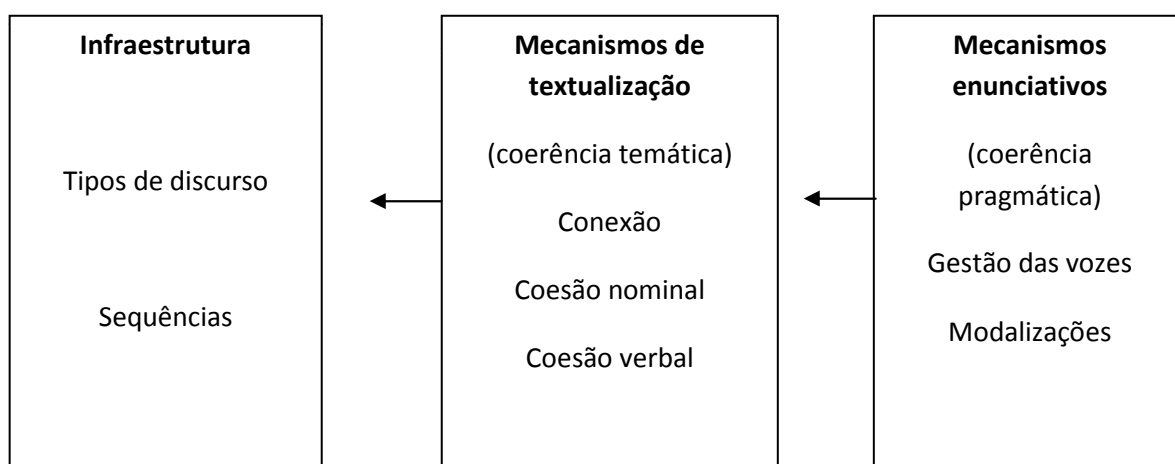 Infraestrutura
Tipos de discurso
Sequências
Mecanismos de
textualização
(coerência temática)
Conexão
Coesão nominal
Coesão verbal
Mecanismos
enunciativos
(coerência
pragmática)
Gestão das vozes
Modalizações